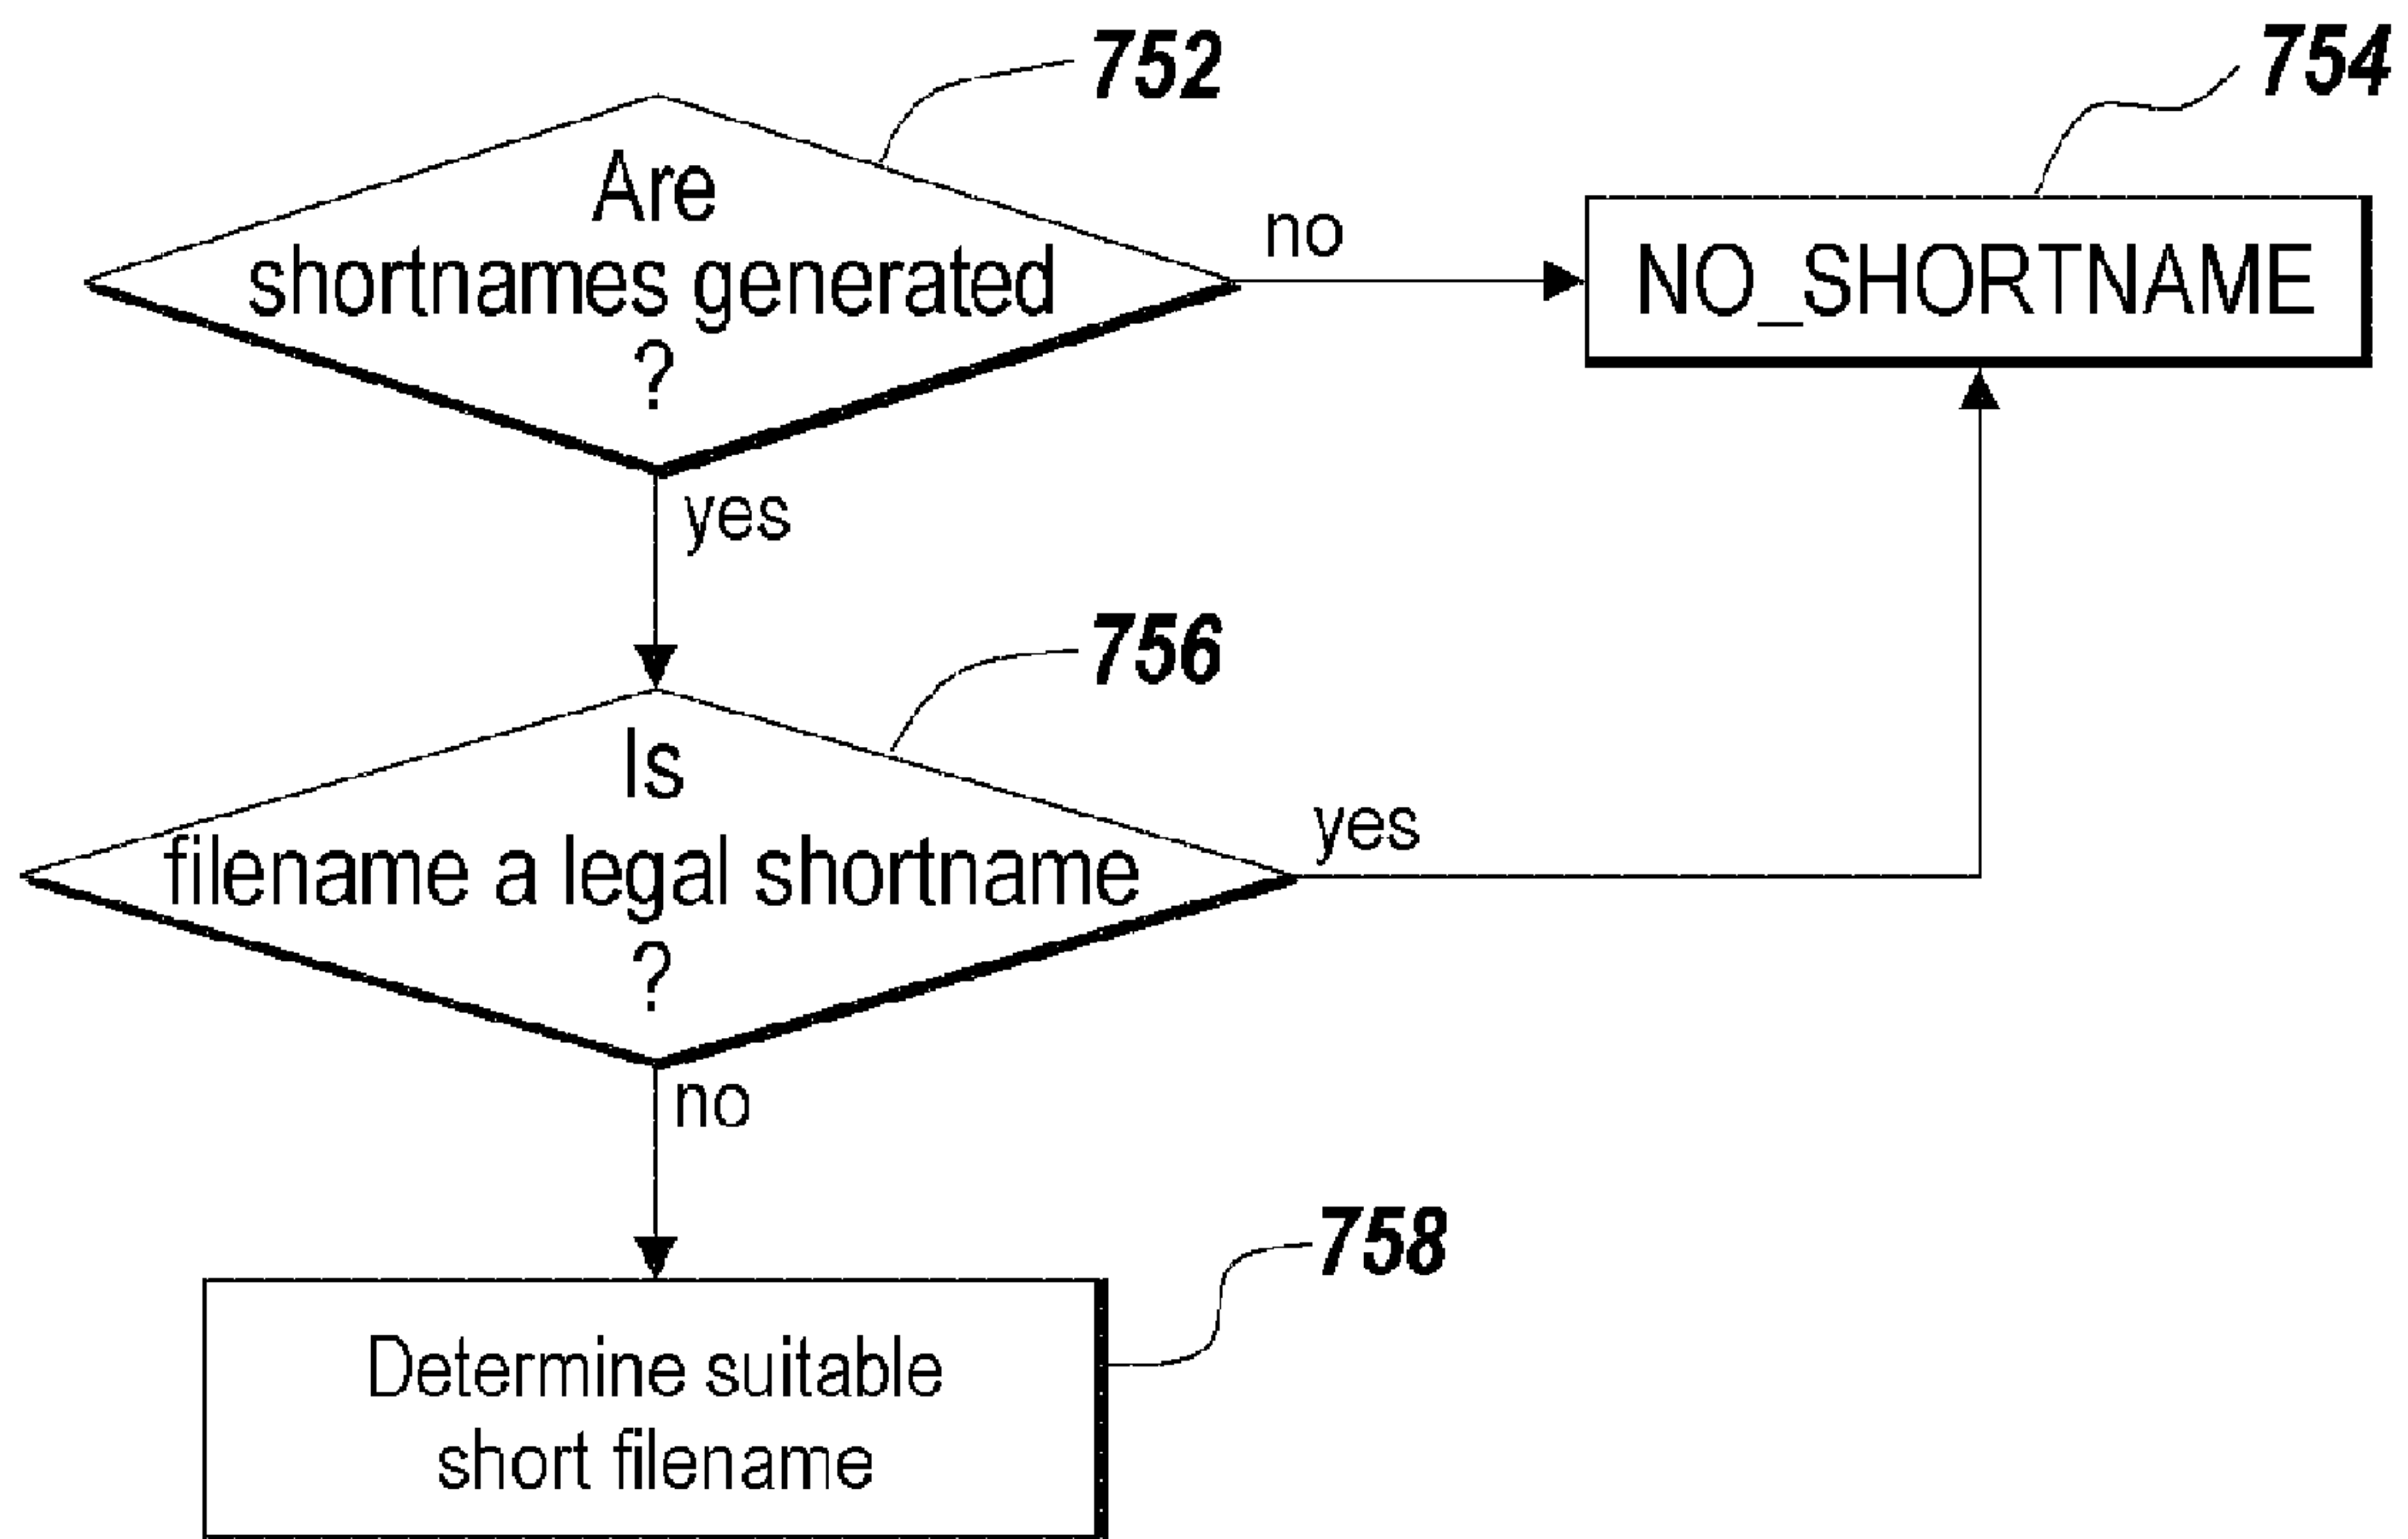 752
754
Are
shortnames generated
?
no
NO_SHORTNAME
yes
756
Is
filename a legal shortname
?
yes
no
758
Determine suitable
short filename